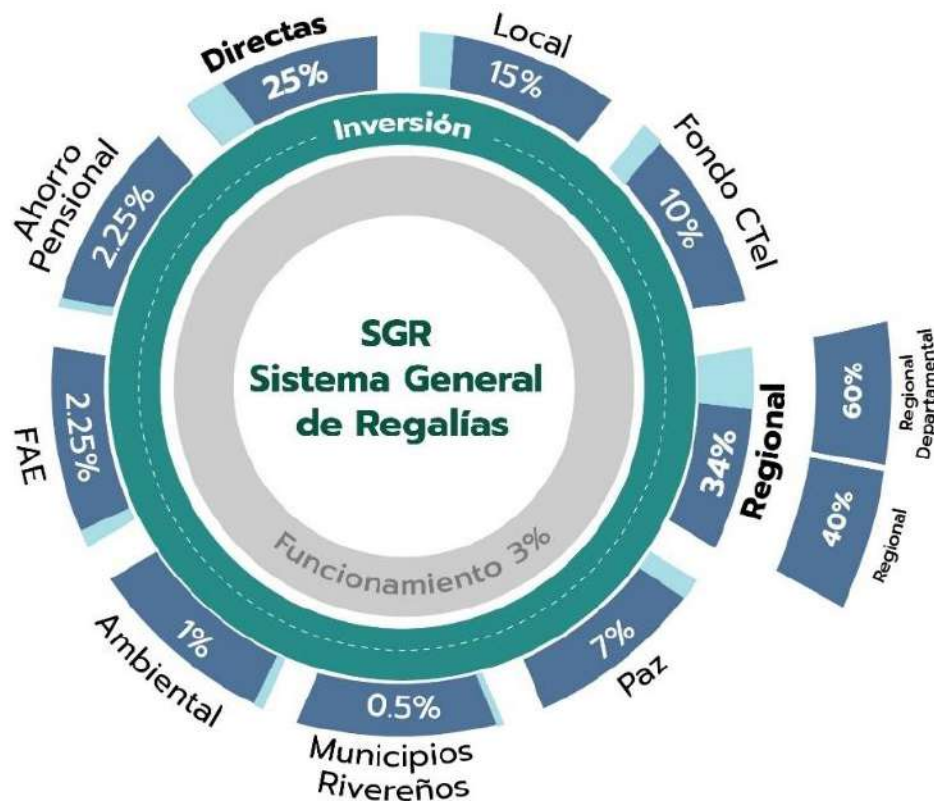 SGR
Sistema General
de Regalías
Funcionamiento 3%
Inversión
Directas
25%
Local
15%
Fondo CTeI
10%
Regional
34%
60%
Regional
Departamental
40%
Regional
Paz
7%
0.5%
Municipios
Rivereños
Ambiental
1%
FAE
2.25%
Ahorro
Pensional
2.25%